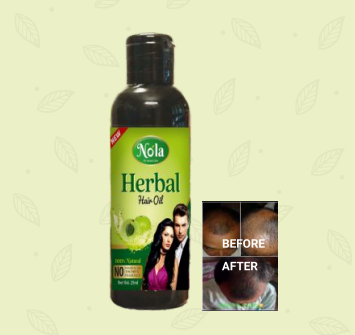 NEW
Nola
Herbal
Hair Oil
100% Natural
NO
BEFORE
AFTER